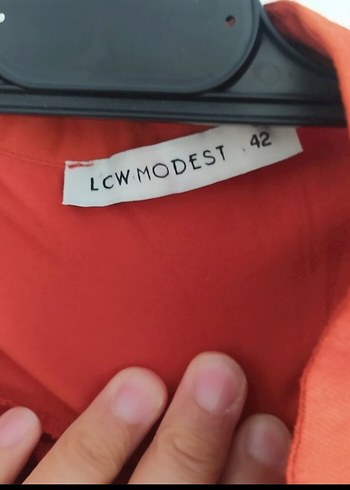 LCW MODEST . 42